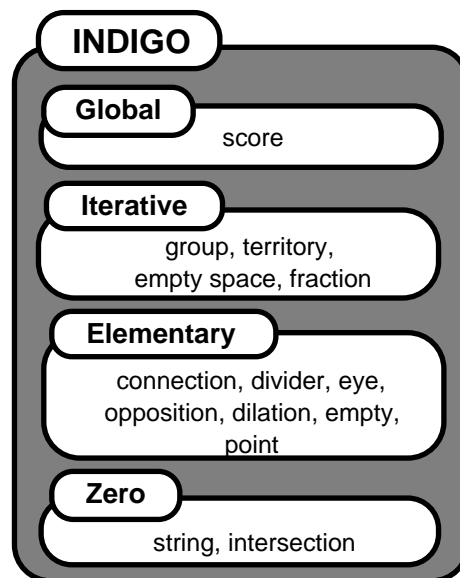 INDIGO
Global
score
Iterative
group, territory,
empty space, fraction
Elementary
connection, divider, eye,
opposition, dilation, empty,
point
Zero
string, intersection